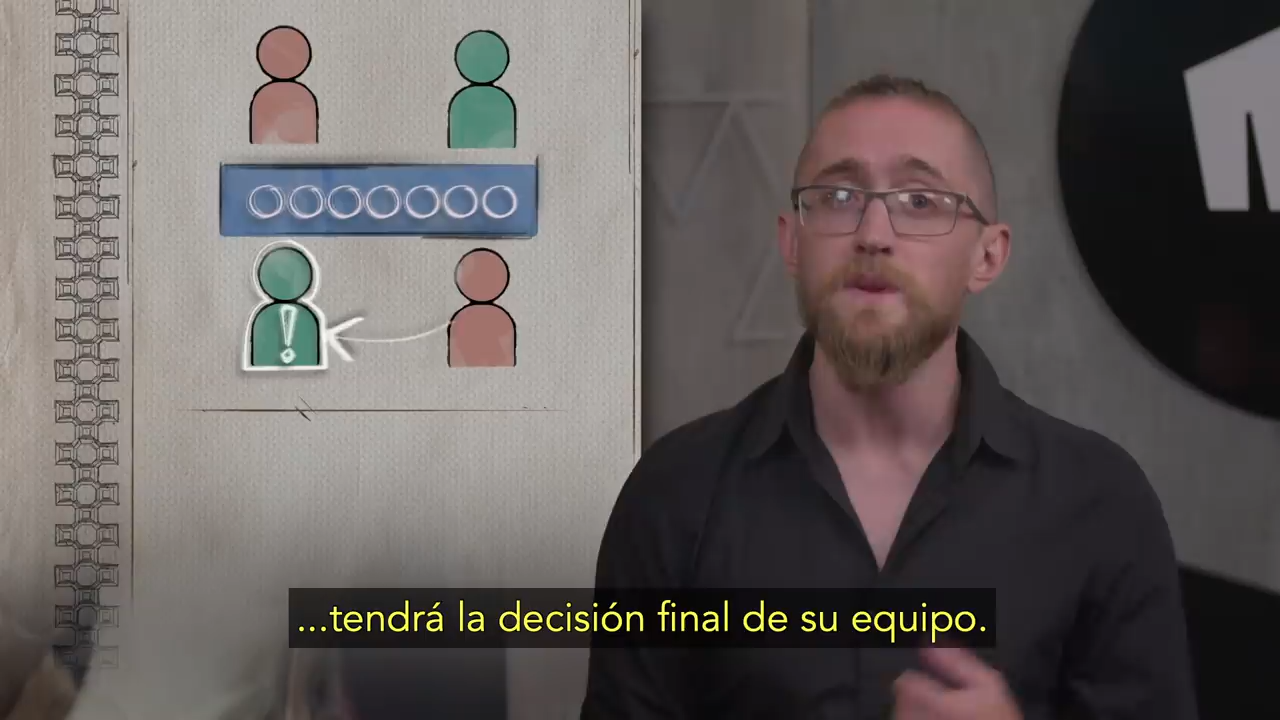 ...tendrá la decisión final de su equipo.